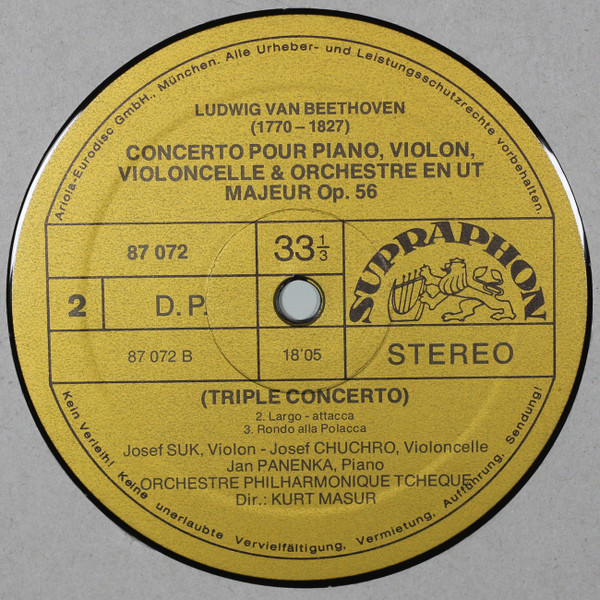 Ariola-Eurodisc GmbH., München. Alle Urheber- und Leistungsschutzrechte vorbehalten.
LUDWIG VAN BEETHOVEN
(1770 – 1827)
CONCERTO POUR PIANO, VIOLON,
VIOLONCELLE & ORCHESTRE EN UT
MAJEUR Op. 56
87 072
33 1/3
SUPRAPHON
2
D. P.
87 072 B
18'05
STEREO
(TRIPLE CONCERTO)
2. Largo - attacca
3. Rondo alla Polacca
Josef SUK, Violon - Josef CHUCHRO, Violoncelle
Jan PANENKA, Piano
ORCHESTRE PHILHARMONIQUE TCHEQUE
Dir.: KURT MASUR
Kein Verleih! Keine unerlaubte Vervielfältigung, Vermietung, Aufführung, Sendung!